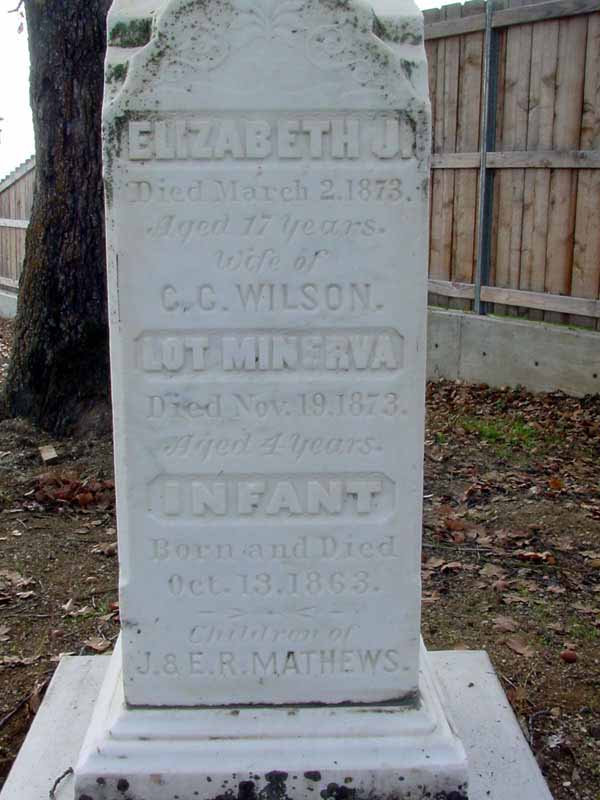 ELIZABETH J.
Died March 2.1873.
Aged 17 years.
Wife of
C.C. WILSON.
LOT MINERVA
Died Nov. 19.1873.
Aged 4 years.
INFANT
Born and Died
Oct. 13.1863.
Children of
J. & E.R. MATHEWS.